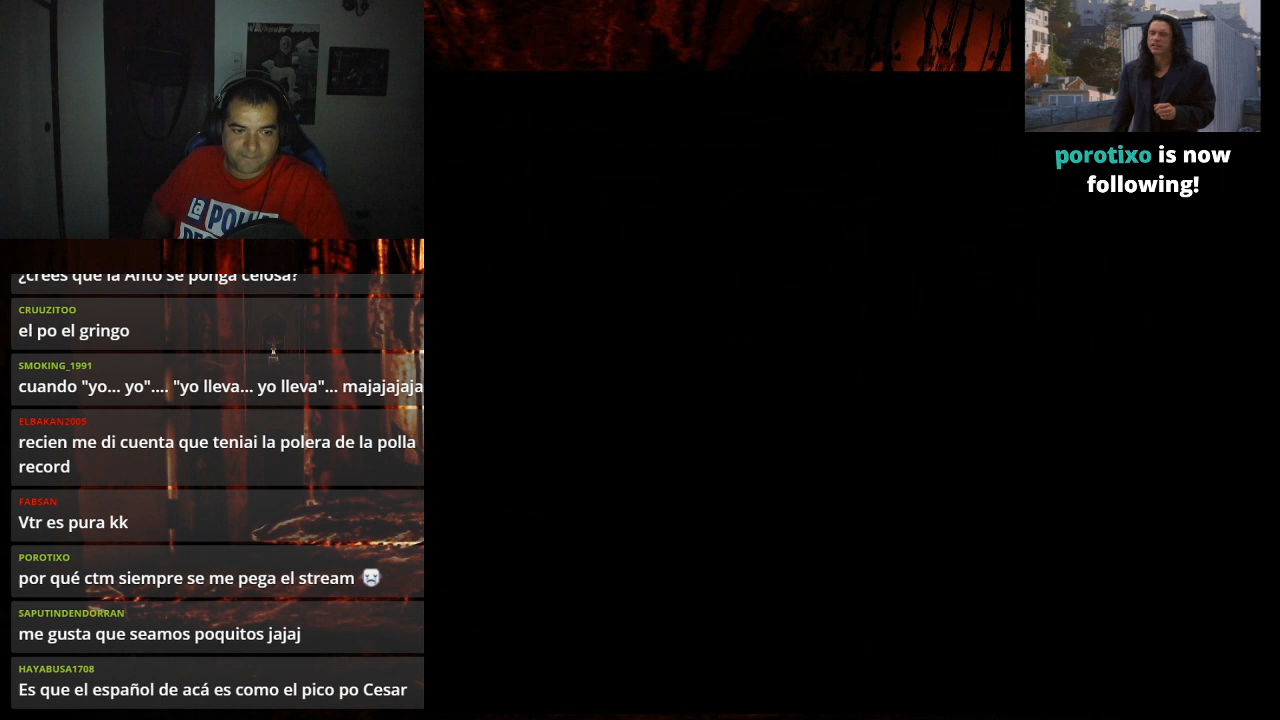 @ POLLA
porotixo is now
following!
¿crees que la Anto se ponga celosa?
CRUUZITOO
el po el gringo
SMOKING_1991
cuando "yo... yo".... "yo lleva... yo lleva"... majajajaja
ELBAKAN2005
recien me di cuenta que teniai la polera de la polla
record
FABSAN
Vtr es pura kk
POROTIXO
por qué ctm siempre se me pega el stream
SAPUTINDENDORRAN
me gusta que seamos poquitos jajaj
HAYABUSA1708
Es que el español de acá es como el pico po Cesar